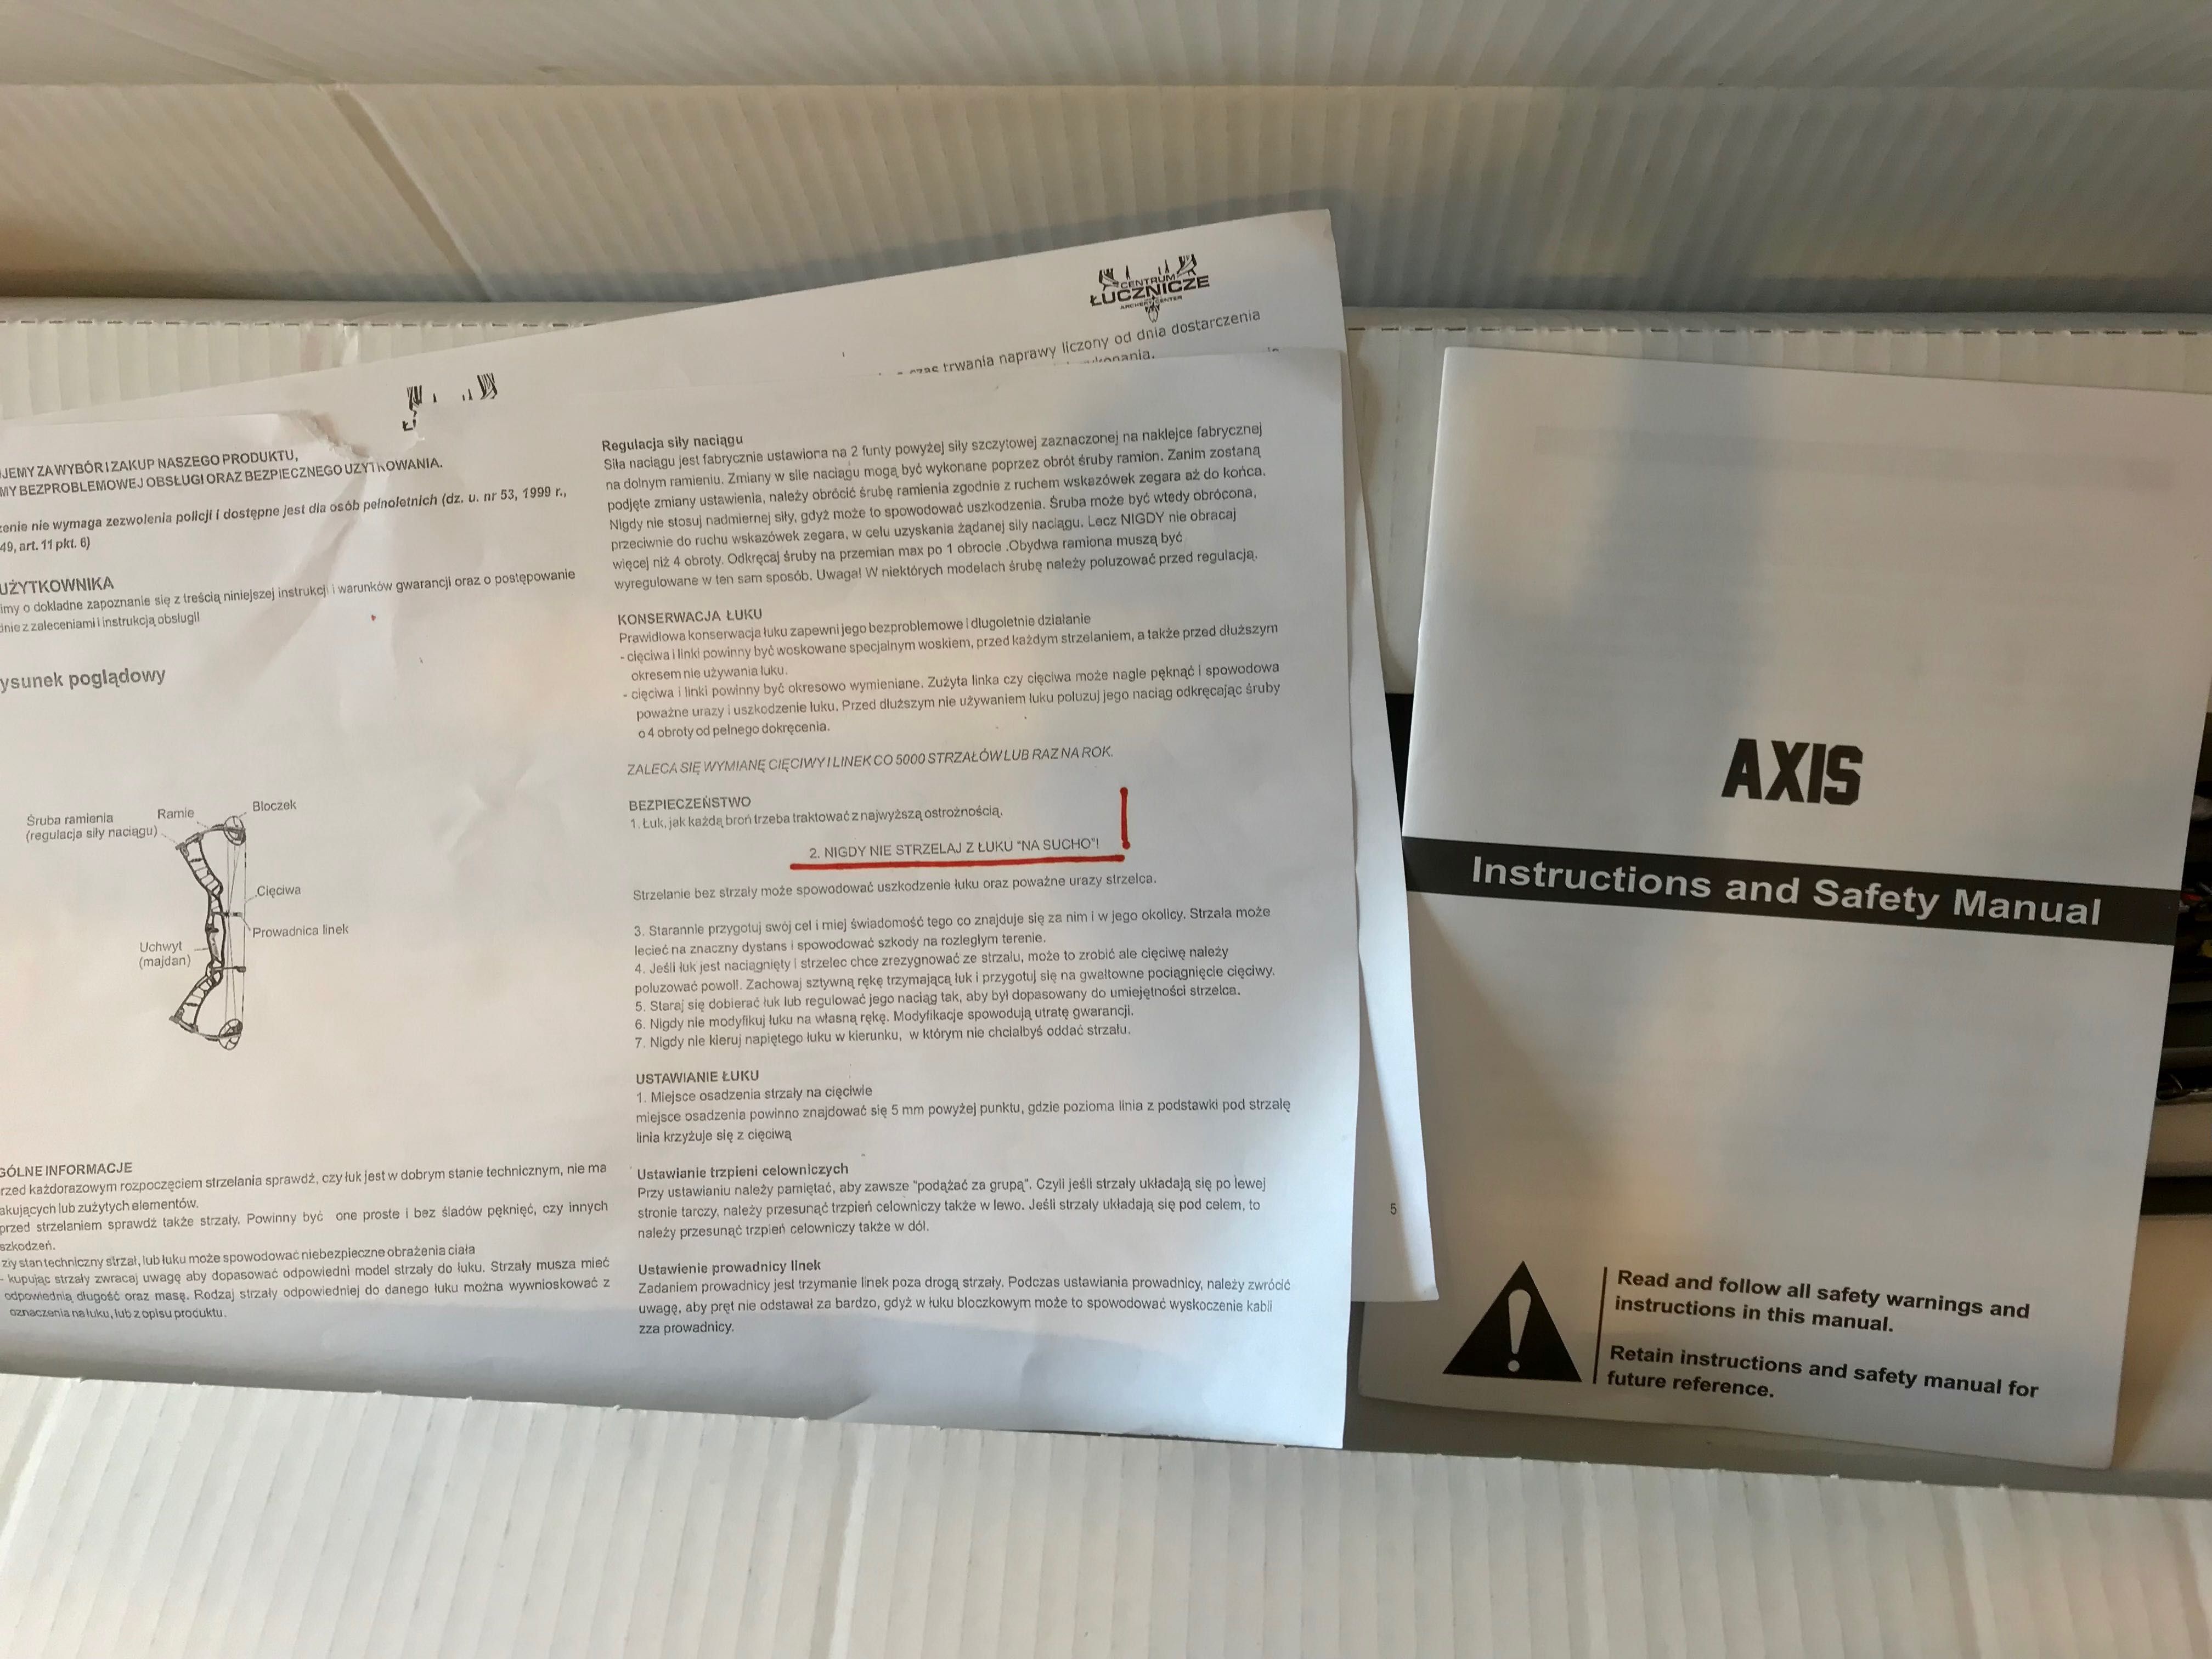 CENTRUM
ŁUCZNICZE
ARCHERY CENTER
czas trwania naprawy liczony od dnia dostarczenia
JEMY ZA WYBÓR I ZAKUP NASZEGO PRODUKTU,
MY BEZPROBLEMOWEJ OBSŁUGI ORAZ BEZPIECZNEGO UŻYTKOWANIA.
enie nie wymaga zezwolenia policji i dostępne jest dla osób pełnoletnich (dz. u. nr 53, 1999 r.,
49, art. 11 pkt. 6)
UŻYTKOWNIKA
imy o dokładne zapoznanie się z treścią niniejszej instrukcji i warunków gwarancji oraz o postępowanie
nie z zaleceniami i instrukcją obsługi
ysunek poglądowy
Śruba ramienia
(regulacja siły naciągu)
Ramie
Bloczek
Cięciwa
Prowadnica linek
Uchwyt
(majdan)
GÓLNE INFORMACJE
rzed każdorazowym rozpoczęciem strzelania sprawdź, czy łuk jest w dobrym stanie technicznym, nie ma
akujących lub zużytych elementów.
przed strzelaniem sprawdź także strzały. Powinny być one proste i bez śladów pęknięć, czy innych
szkodzeń.
zły stan techniczny strzał, lub łuku może spowodować niebezpieczne obrażenia ciała
- kupując strzały zwracaj uwagę aby dopasować odpowiedni model strzały do łuku. Strzały musza mieć
odpowiednią długość oraz masę. Rodzaj strzały odpowiedniej do danego łuku można wywnioskować z
oznaczenia na łuku, lub z opisu produktu.
Regulacja siły naciągu
Siła naciągu jest fabrycznie ustawiona na 2 funty powyżej siły szczytowej zaznaczonej na naklejce fabrycznej
na dolnym ramieniu. Zmiany w sile naciągu mogą być wykonane poprzez obrót śruby ramion. Zanim zostaną
podjęte zmiany ustawienia, należy obrócić śrubę ramienia zgodnie z ruchem wskazówek zegara aż do końca.
Nigdy nie stosuj nadmiernej siły, gdyż może to spowodować uszkodzenia. Śruba może być wtedy obrócona,
przeciwnie do ruchu wskazówek zegara, w celu uzyskania żądanej siły naciągu. Lecz NIGDY nie obracaj
więcej niż 4 obroty. Odkręcaj śruby na przemian max po 1 obrocie .Obydwa ramiona muszą być
wyregulowane w ten sam sposób. Uwaga! W niektórych modelach śrubę należy poluzować przed regulacją.
KONSERWACJA ŁUKU
Prawidłowa konserwacja łuku zapewni jego bezproblemowe i długoletnie działanie
- cięciwa i linki powinny być woskowane specjalnym woskiem, przed każdym strzelaniem, a także przed dłuższym
okresem nie używania łuku.
- cięciwa i linki powinny być okresowo wymieniane. Zużyta linka czy cięciwa może nagle pęknąć i spowodowa
poważne urazy i uszkodzenie łuku. Przed dłuższym nie używaniem łuku poluzuj jego naciąg odkręcając śruby
o 4 obroty od pełnego dokręcenia.
ZALECA SIĘ WYMIANĘ CIĘCIWY I LINEK CO 5000 STRZAŁÓW LUB RAZ NA ROK.
BEZPIECZEŃSTWO
1. Łuk, jak każdą broń trzeba traktować z najwyższą ostrożnością.
2. NIGDY NIE STRZELAJ Z ŁUKU "NA SUCHO"!
Strzelanie bez strzały może spowodować uszkodzenie łuku oraz poważne urazy strzelca.
3. Starannie przygotuj swój cel i miej świadomość tego co znajduje się za nim i w jego okolicy. Strzała może
lecieć na znaczny dystans i spowodować szkody na rozległym terenie.
4. Jeśli łuk jest naciągnięty i strzelec chce zrezygnować ze strzału, może to zrobić ale cięciwę należy
poluzować powoli. Zachowaj sztywną rękę trzymającą łuk i przygotuj się na gwałtowne pociągnięcie cięciwy.
5. Staraj się dobierać łuk lub regulować jego naciąg tak, aby był dopasowany do umiejętności strzelca.
6. Nigdy nie modyfikuj łuku na własną rękę. Modyfikacje spowodują utratę gwarancji.
7. Nigdy nie kieruj napiętego łuku w kierunku, w którym nie chciałbyś oddać strzału.
USTAWIANIE ŁUKU
1. Miejsce osadzenia strzały na cięciwie
miejsce osadzenia powinno znajdować się 5 mm powyżej punktu, gdzie pozioma linia z podstawki pod strzałę
linia krzyżuje się z cięciwą
Ustawianie trzpieni celowniczych
Przy ustawianiu należy pamiętać, aby zawsze "podążać za grupą". Czyli jeśli strzały układają się po lewej
stronie tarczy, należy przesunąć trzpień celowniczy także w lewo. Jeśli strzały układają się pod celem, to
należy przesunąć trzpień celowniczy także w dół.
Ustawienie prowadnicy linek
Zadaniem prowadnicy jest trzymanie linek poza drogą strzały. Podczas ustawiania prowadnicy, należy zwrócić
uwagę, aby pręt nie odstawał za bardzo, gdyż w łuku bloczkowym może to spowodować wyskoczenie kabli
zza prowadnicy.
5
AXIS
Instructions and Safety Manual
Read and follow all safety warnings and
instructions in this manual.
Retain instructions and safety manual for
future reference.